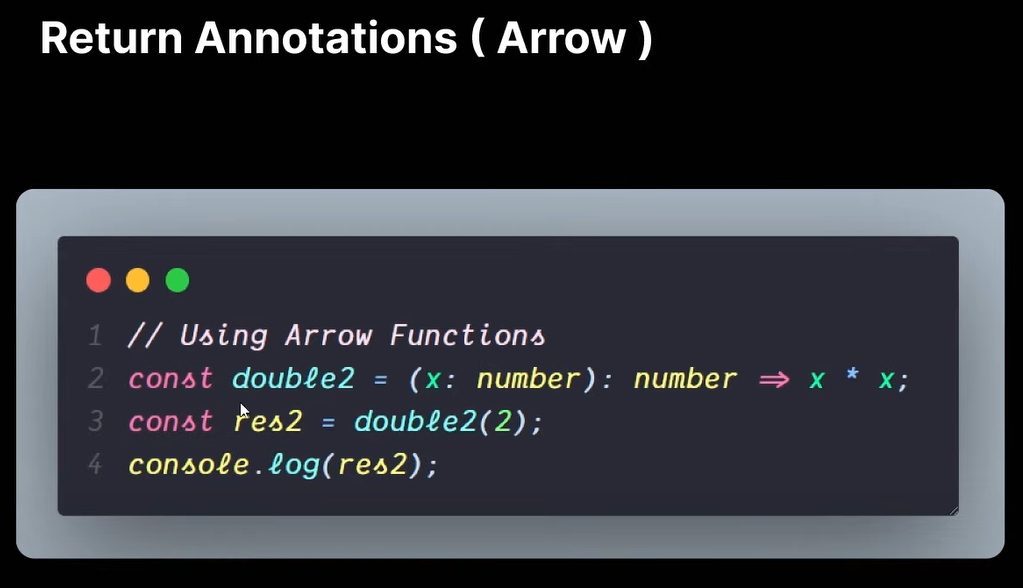 Return Annotations ( Arrow )
1 // Using Arrow Functions
2 const double2 = (x: number): number => x * x;
3 const res2 = double2(2);
4 console.log(res2);